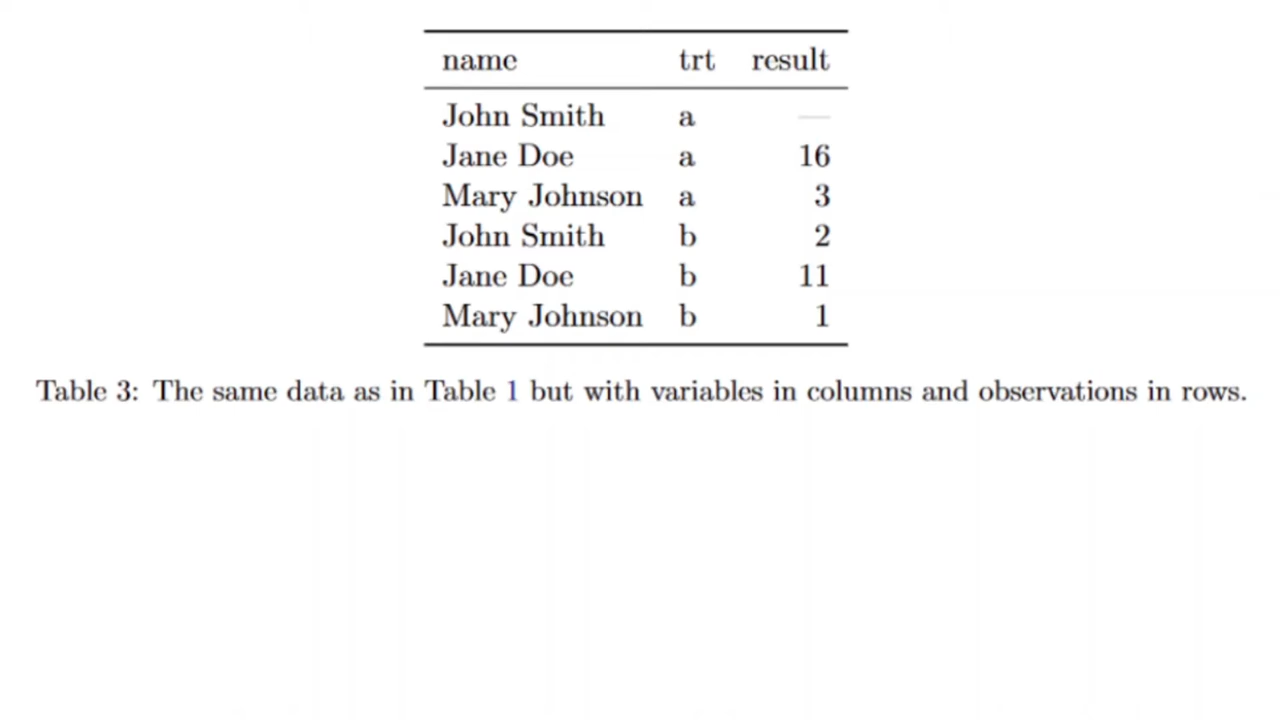 name trt result
John Smith a —
Jane Doe a 16
Mary Johnson a 3
John Smith b 2
Jane Doe b 11
Mary Johnson b 1
Table 3: The same data as in Table 1 but with variables in columns and observations in rows.